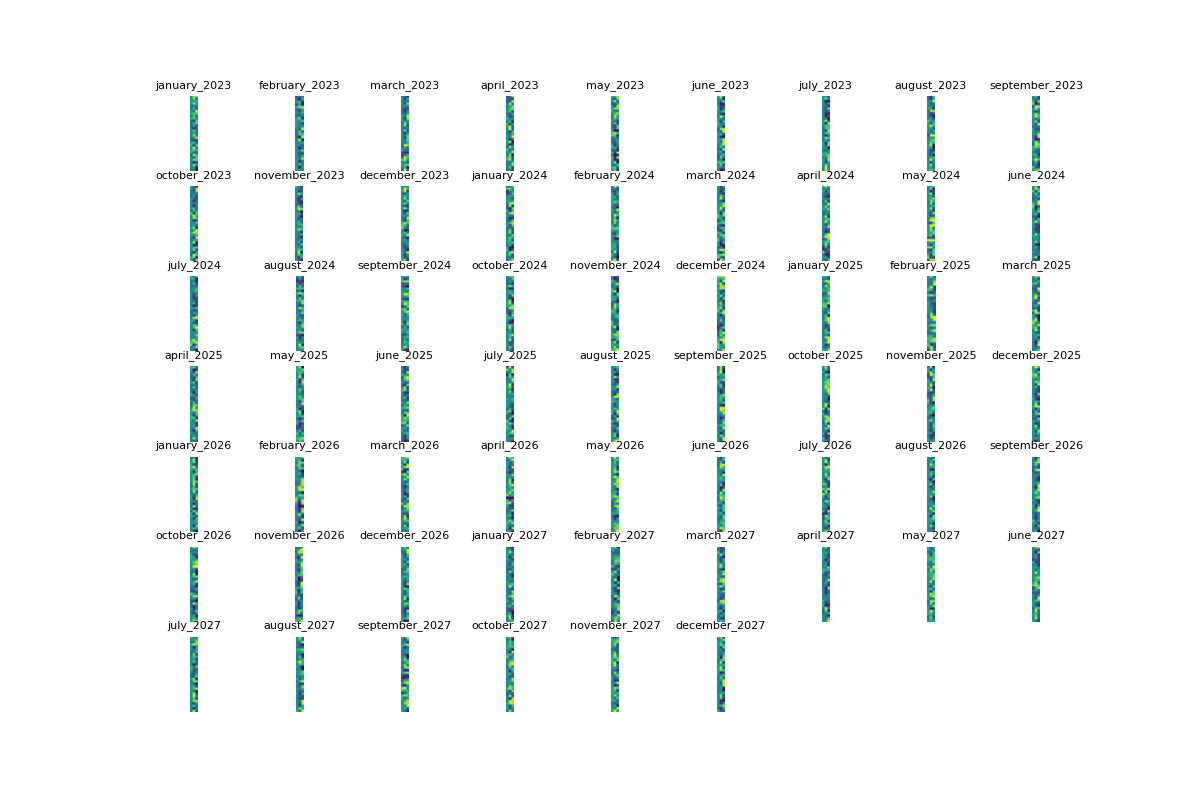 january_2023 february_2023 march_2023 april_2023 may_2023 june_2023 july_2023 august_2023 september_2023
october_2023 november_2023 december_2023 january_2024 february_2024 march_2024 april_2024 may_2024 june_2024
july_2024 august_2024 september_2024 october_2024 november_2024 december_2024 january_2025 february_2025 march_2025
april_2025 may_2025 june_2025 july_2025 august_2025 september_2025 october_2025 november_2025 december_2025
january_2026 february_2026 march_2026 april_2026 may_2026 june_2026 july_2026 august_2026 september_2026
october_2026 november_2026 december_2026 january_2027 february_2027 march_2027 april_2027 may_2027 june_2027
july_2027 august_2027 september_2027 october_2027 november_2027 december_2027